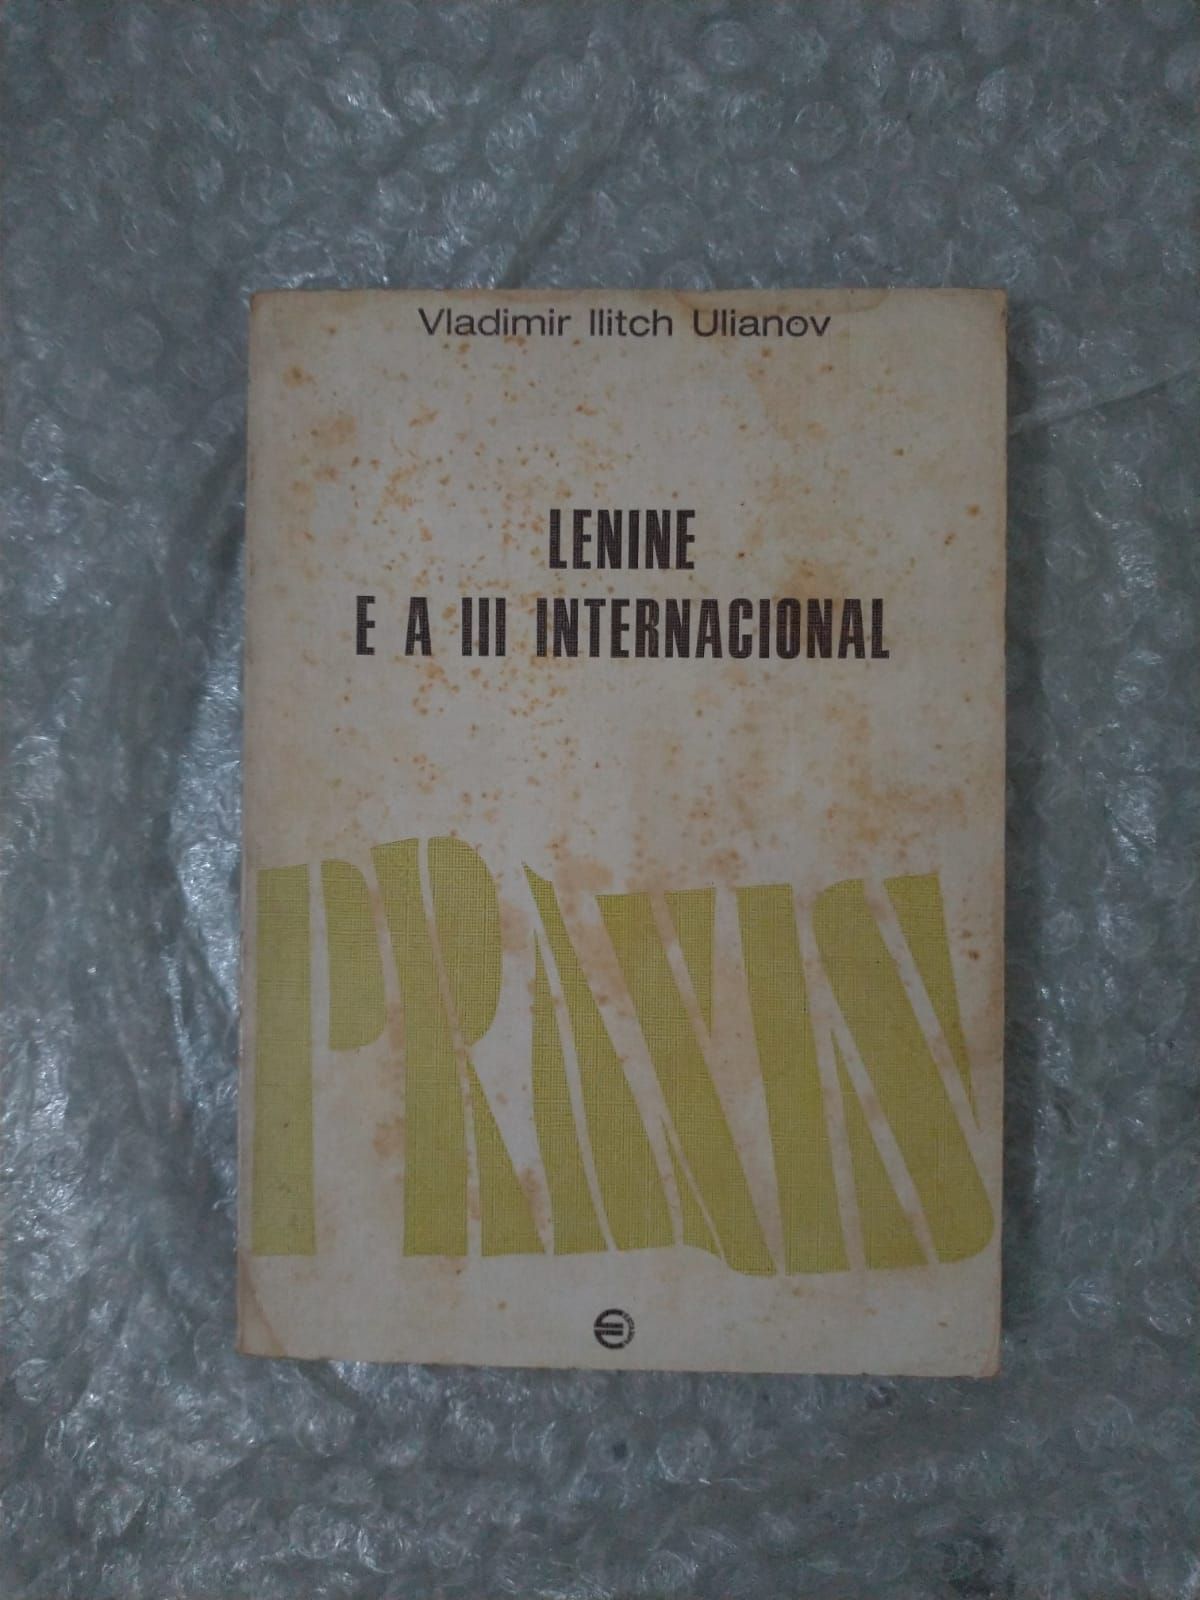 Vladimir Ilitch Ulianov
LENINE
E A III INTERNACIONAL
PRAXIS